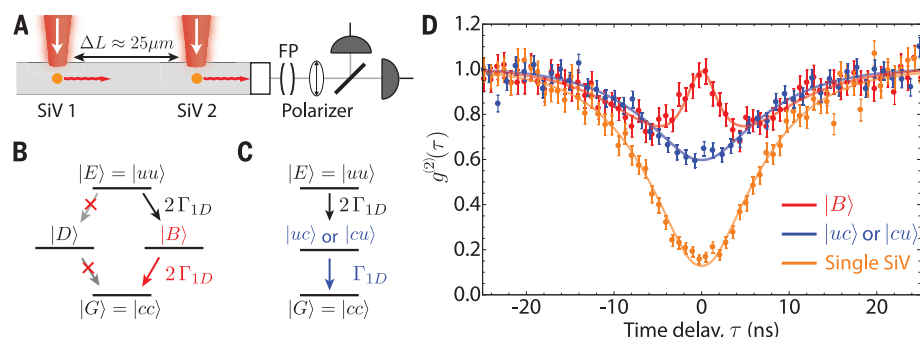 A
ΔL ≈ 25μm
FP
SiV 1
SiV 2
Polarizer
B
|E⟩ = |uu⟩
2Γ1D
|D⟩
|B⟩
2Γ1D
|G⟩ = |cc⟩
C
|E⟩ = |uu⟩
2Γ1D
|uc⟩ or |cu⟩
Γ1D
|G⟩ = |cc⟩
D
1.0
0.8
0.6
0.4
0.2
0.0
g(2)(τ)
|B⟩
|uc⟩ or |cu⟩
Single SiV
-20
-10
0
10
20
Time delay, τ (ns)